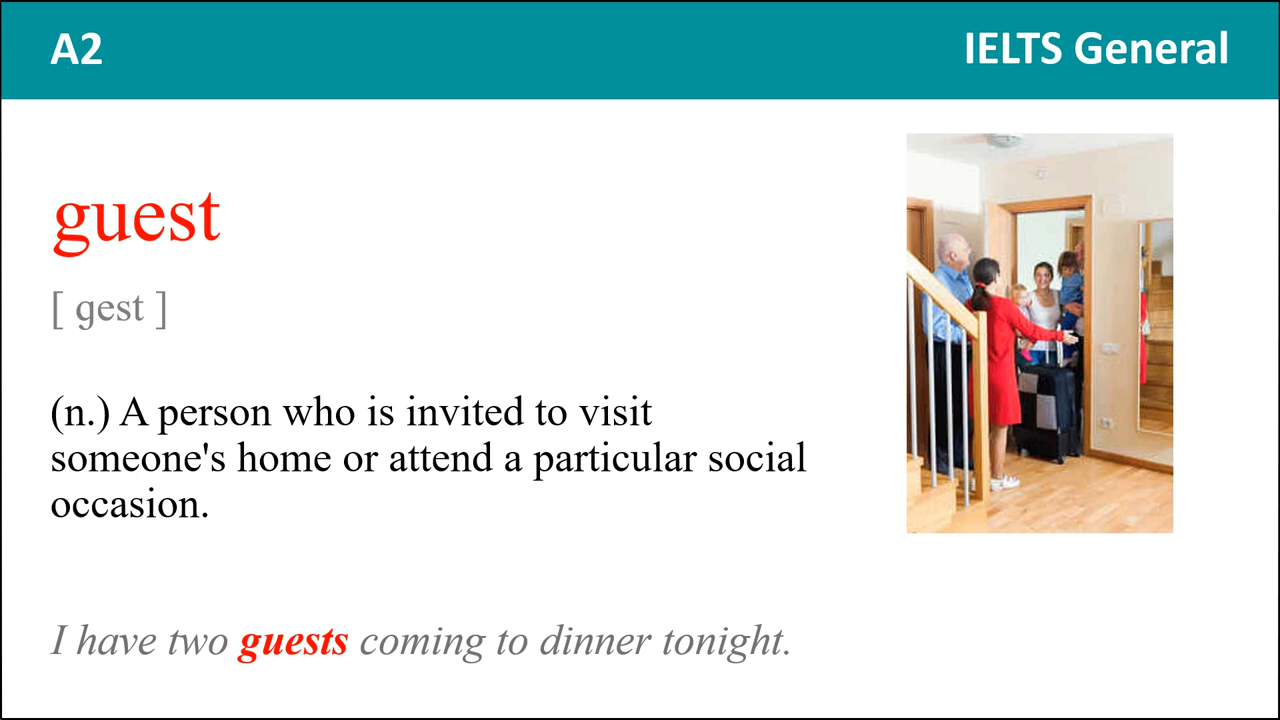 A2
IELTS General
guest
[ ɡest ]
(n.) A person who is invited to visit
someone's home or attend a particular social
occasion.
I have two guests coming to dinner tonight.